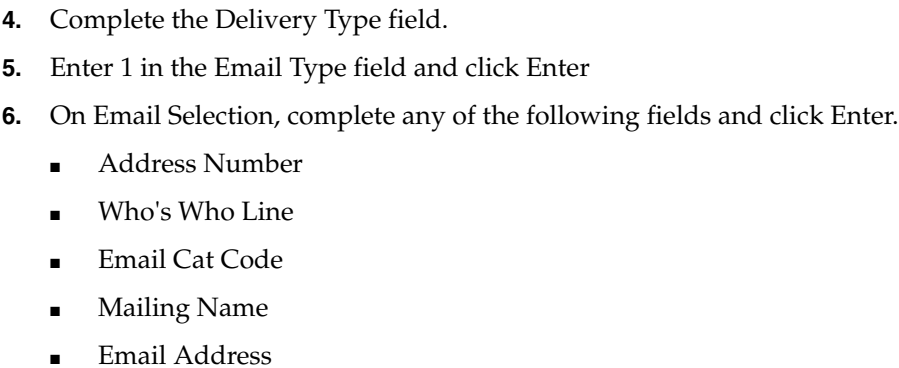 4. Complete the Delivery Type field.
5. Enter 1 in the Email Type field and click Enter
6. On Email Selection, complete any of the following fields and click Enter.
■ Address Number
■ Who's Who Line
■ Email Cat Code
■ Mailing Name
■ Email Address